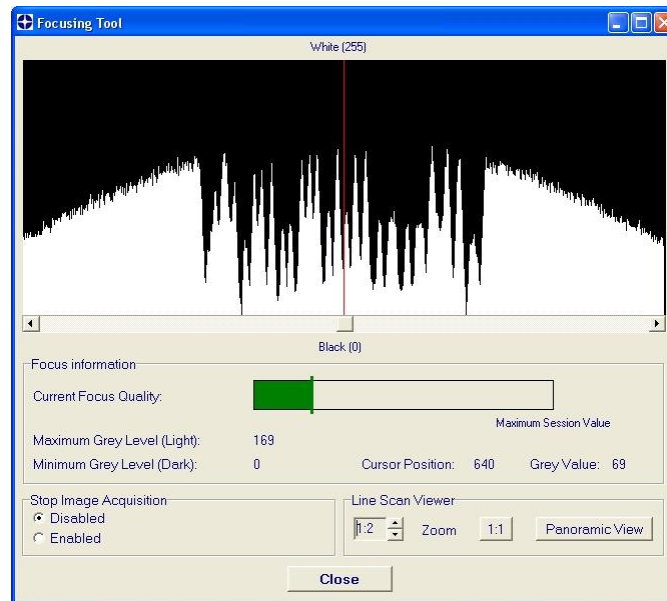 Focusing Tool
White (255)
Black (0)
Focus information
Current Focus Quality:
Maximum Session Value
Maximum Grey Level (Light): 169
Minimum Grey Level (Dark): 0 Cursor Position: 640 Grey Value: 69
Stop Image Acquisition
Disabled
Enabled
Line Scan Viewer
1:2 Zoom 1:1 Panoramic View
Close